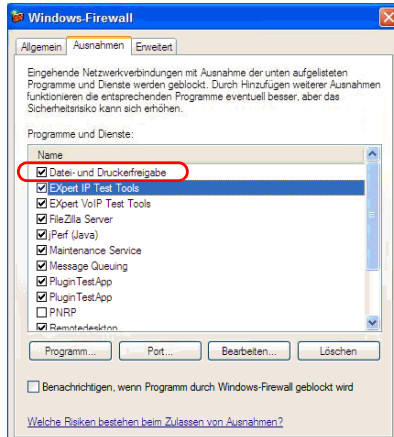 Windows-Firewall
Allgemein Ausnahmen Erweitert
Eingehende Netzwerkverbindungen mit Ausnahme der unten aufgelisteten
Programme und Dienste werden geblockt. Durch Hinzufügen weiterer Ausnahmen
funktionieren die entsprechenden Programme eventuell besser, aber das
Sicherheitsrisiko kann sich erhöhen.
Programme und Dienste:
Name
Datei- und Druckerfreigabe
EXpert IP Test Tools
EXpert VoIP Test Tools
FileZilla Server
jPerf (Java)
Maintenance Service
Message Queuing
PluginTestApp
PluginTestApp
PNRP
Remotedesktop
Programm... Port... Bearbeiten... Löschen
Benachrichtigen, wenn Programm durch Windows-Firewall geblockt wird
Welche Risiken bestehen beim Zulassen von Ausnahmen?